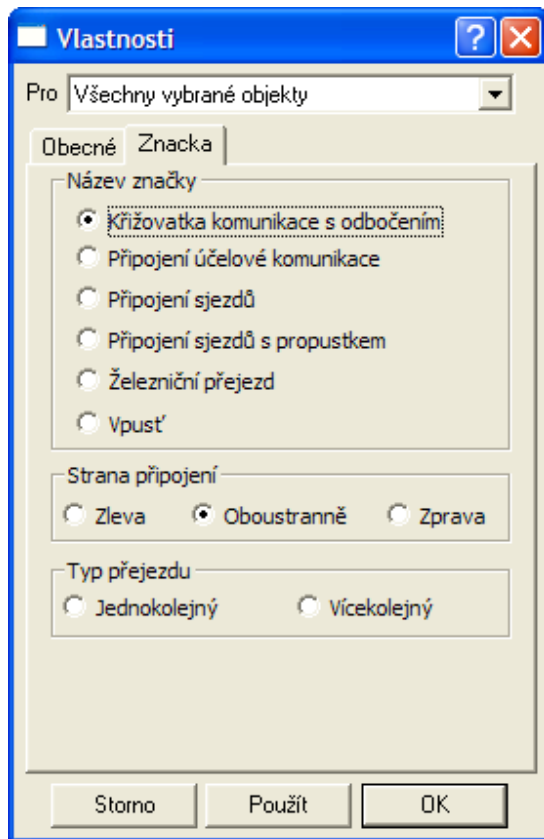 Vlastnosti
Pro Všechny vybrané objekty
Obecné Znacka
Název značky
Křižovatka komunikace s odbočením
Připojení účelové komunikace
Připojení sjezdů
Připojení sjezdů s propustkem
Železniční přejezd
Vpusť
Strana připojení
Zleva Oboustranně Zprava
Typ přejezdu
Jednokolejný Vícekolejný
Storno Použít OK